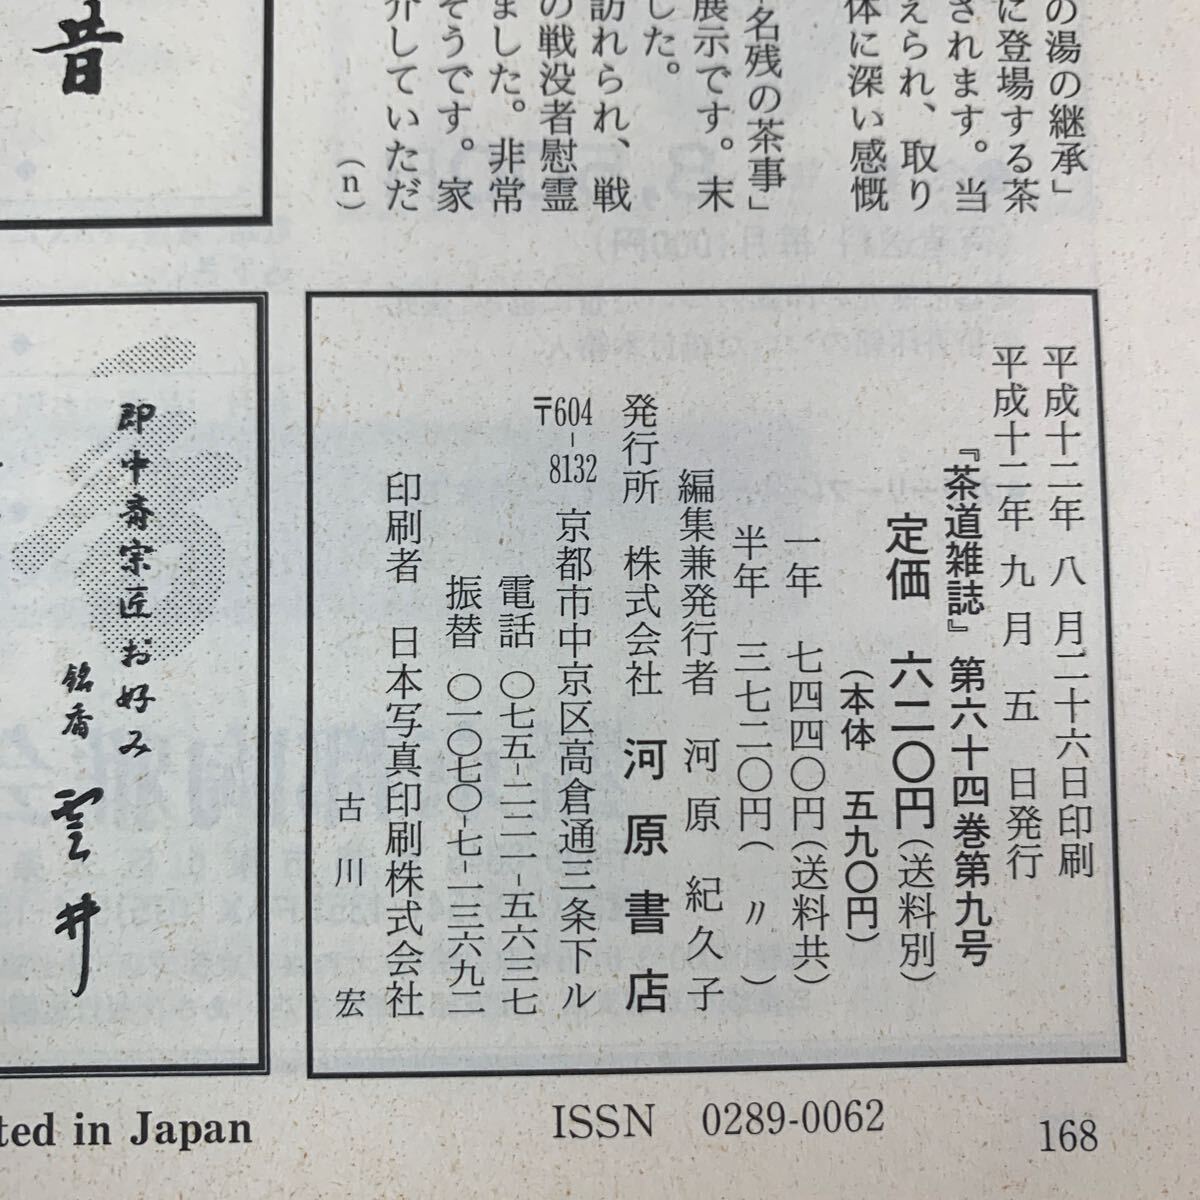 の湯の継承」
に登場する茶
されます。当
えられ、取り
体に深い感慨
名残の茶事」
展示です。末
した。
訪れられ、戦
の戦没者慰霊
ました。非常
そうです。家
介していただ
(n)
昔
平成十二年 八 月二十六日印刷
平成十二年 九 月 五 日発行
『茶道雑誌』第六十四巻第九号
定価 六二〇円(送料別)
(本体 五九〇円)
一年 七四四〇円(送料共)
半年 三七二〇円( 〃 )
編集兼発行者 河原 紀久子
発行所 株式会社 河原書店
〒604-8132 京都市中京区高倉通三条下ル
電話 〇七五-二二一-五六三七
振替 〇一〇七〇-七-一三六九二
印刷者 日本写真印刷株式会社
古川 宏
即中斎宗匠お好み
銘香 雲井
ted in Japan
ISSN 0289-0062
168